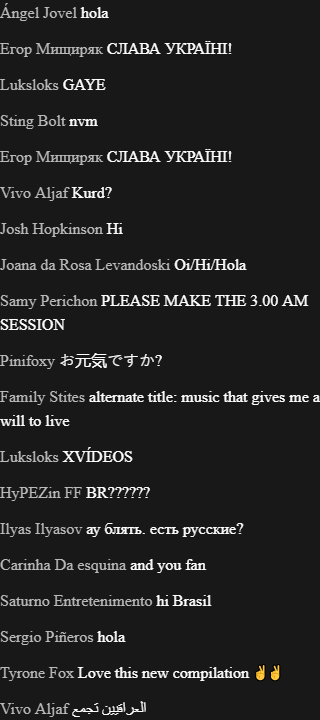 Ángel Jovel hola
Егор Мищиряк СЛАВА УКРАЇНІ!
Luksloks GAYE
Sting Bolt nvm
Егор Мищиряк СЛАВА УКРАЇНІ!
Vivo Aljaf Kurd?
Josh Hopkinson Hi
Joana da Rosa Levandoski Oi/Hi/Hola
Samy Perichon PLEASE MAKE THE 3.00 AM
SESSION
Pinifoxy お元気ですか?
Family Stites alternate title: music that gives me a
will to live
Luksloks XVÍDEOS
HyPEZin FF BR??????
Ilyas Ilyasov ау блять. есть русские?
Carinha Da esquina and you fan
Saturno Entretenimento hi Brasil
Sergio Piñeros hola
Tyrone Fox Love this new compilation ✌️✌️
Vivo Aljaf العراقيين تجمع